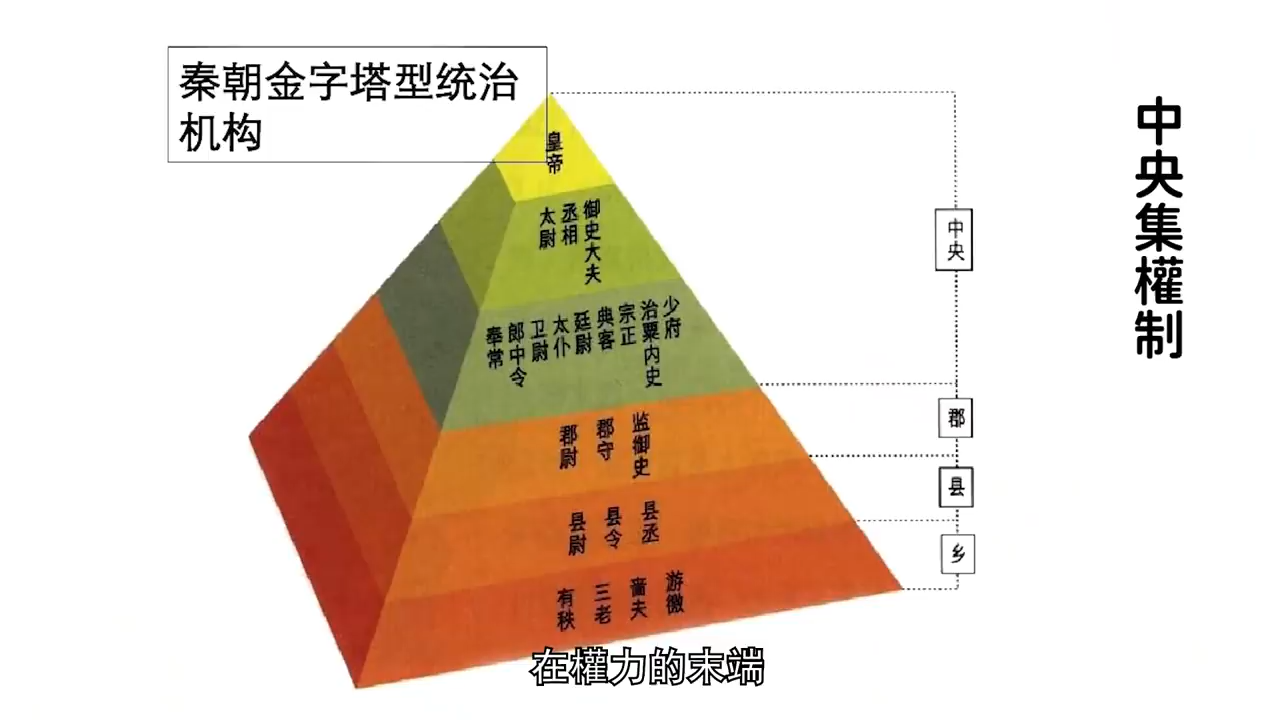 秦朝金字塔型统治
机构
皇帝
太尉
丞相
御史大夫
奉常
郎中令
卫尉
太仆
廷尉
典客
宗正
治粟内史
少府
郡尉
郡守
监御史
县尉
县令
县丞
有秩
三老
啬夫
游徼
中央
郡
县
乡
中央集權制
在權力的末端